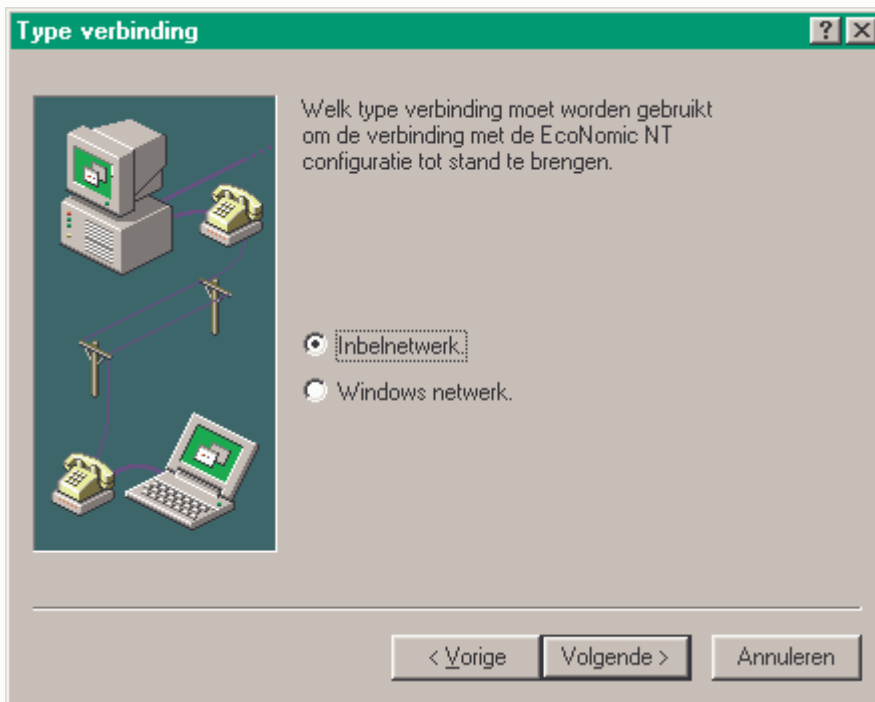 Type verbinding
Welk type verbinding moet worden gebruikt
om de verbinding met de EcoNomic NT
configuratie tot stand te brengen.
Inbelnetwerk.
Windows netwerk.
< Vorige
Volgende >
Annuleren